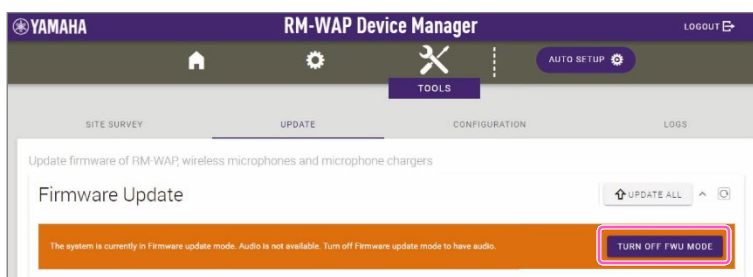 YAMAHA RM-WAP Device Manager LOGOUT
AUTO SETUP
TOOLS
SITE SURVEY UPDATE CONFIGURATION LOGS
Update firmware of RM-WAP, wireless microphones and microphone chargers
Firmware Update UPDATE ALL
The system is currently in Firmware update mode. Audio is not available. Turn off Firmware update mode to have audio. TURN OFF FWU MODE